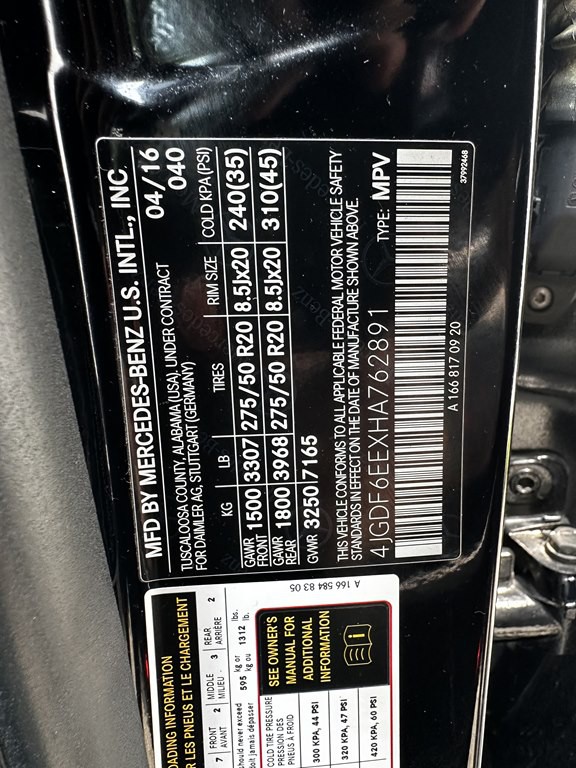 MFD BY MERCEDES-BENZ U.S. INTL., INC.
TUSCALOOSA COUNTY, ALABAMA (USA), UNDER CONTRACT
FOR DAIMLER AG, STUTTGART (GERMANY)
04/16
040
KG LB TIRES RIM SIZE COLD KPA(PSI)
GAWR FRONT 1500 3307 275/50 R20 8.5Jx20 240(35)
GAWR REAR 1800 3968 275/50 R20 8.5Jx20 310(45)
GVWR 3250 7165
THIS VEHICLE CONFORMS TO ALL APPLICABLE FEDERAL MOTOR VEHICLE SAFETY
STANDARDS IN EFFECT ON THE DATE OF MANUFACTURE SHOWN ABOVE.
4JGDF6EEXHA762891 TYPE: MPV
A 166 817 09 20
37992468
A 166 584 83 05
LOADING INFORMATION
LES PNEUS ET LE CHARGEMENT
7 FRONT AVANT 2 MIDDLE MILIEU 3 REAR ARRIÈRE 2
should never exceed 595 kg or 1312 lbs.
doit jamais dépasser kg ou lb.
COLD TIRE PRESSURE
PRESSION DES
PNEUS À FROID
300 KPA, 44 PSI
320 KPA, 47 PSI
420 KPA, 60 PSI
SEE OWNER'S
MANUAL FOR
ADDITIONAL
INFORMATION